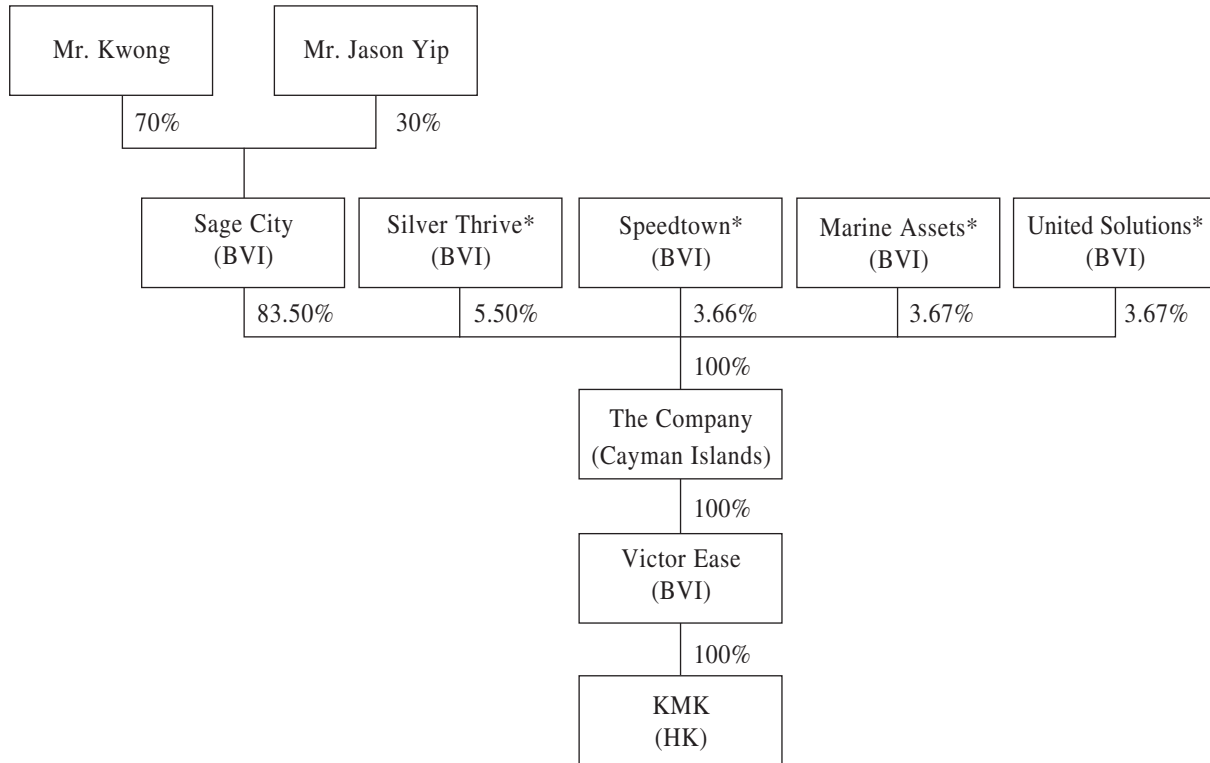 Mr. Kwong
Mr. Jason Yip
70%
30%
Sage City
(BVI)
Silver Thrive*
(BVI)
Speedtown*
(BVI)
Marine Assets*
(BVI)
United Solutions*
(BVI)
83.50%
5.50%
3.66%
3.67%
3.67%
100%
The Company
(Cayman Islands)
100%
Victor Ease
(BVI)
100%
KMK
(HK)